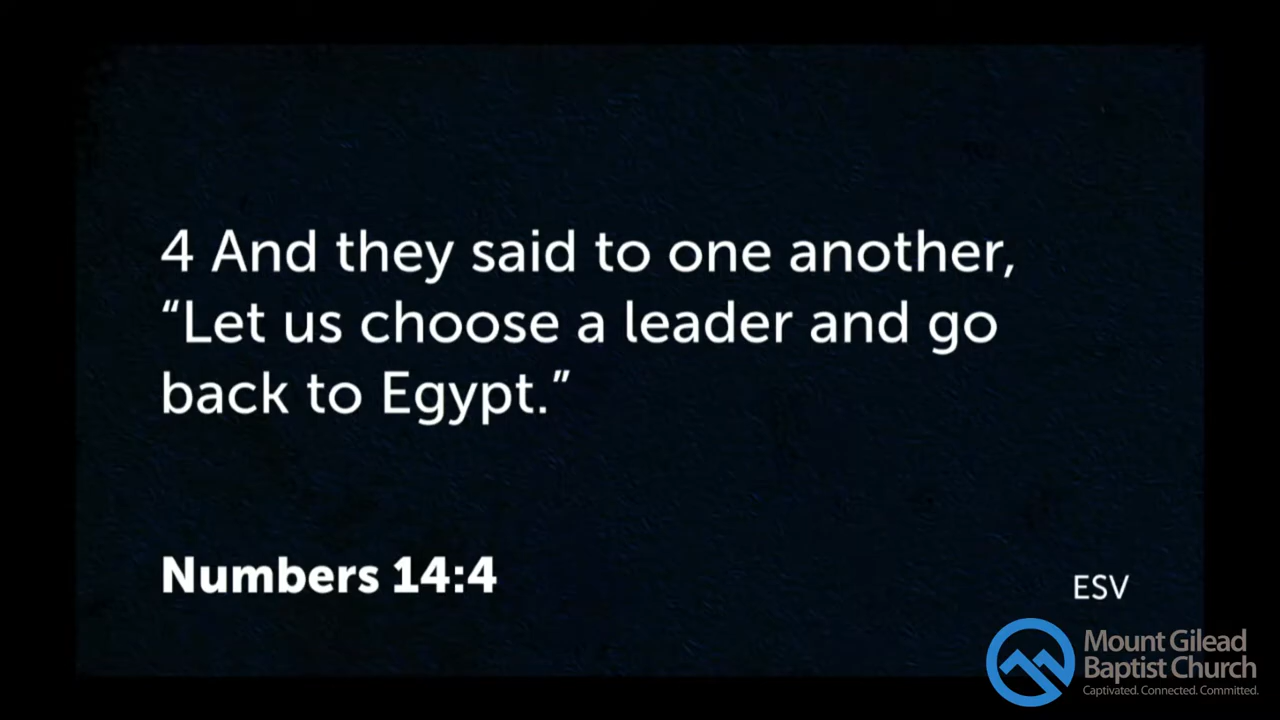 4 And they said to one another,
“Let us choose a leader and go
back to Egypt.”
Numbers 14:4
ESV
Mount Gilead
Baptist Church
Captivated. Connected. Committed.